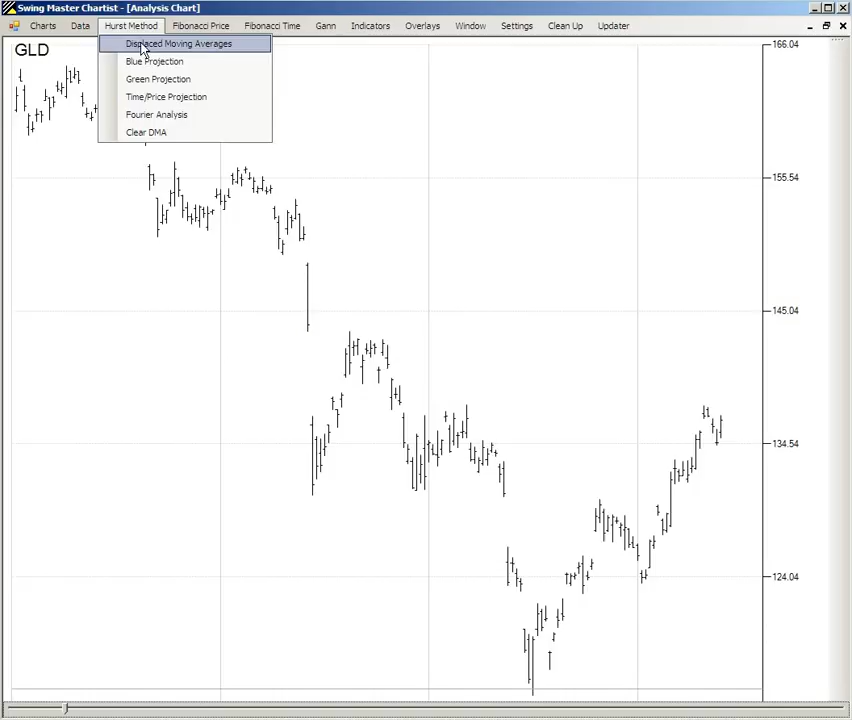 Swing Master Chartist - [Analysis Chart]
Charts Data Hurst Method Fibonacci Price Fibonacci Time Gann Indicators Overlays Window Settings Clean Up Updater
GLD
Displaced Moving Averages
Blue Projection
Green Projection
Time/Price Projection
Fourier Analysis
Clear DMA
166.04
155.54
145.04
134.54
124.04